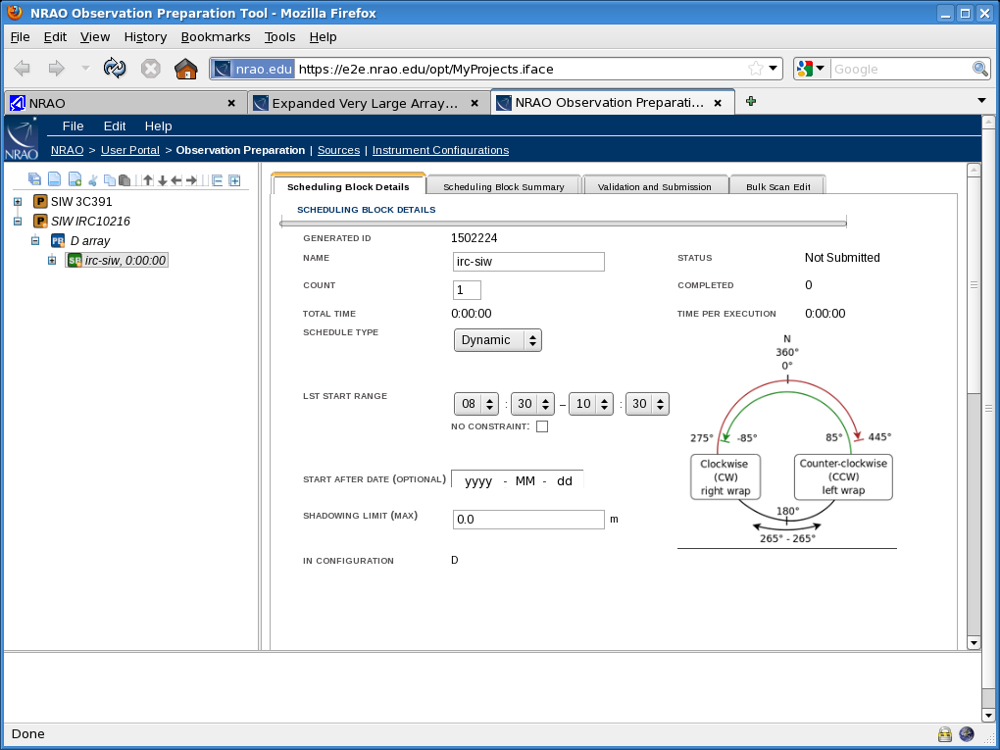 NRAO Observation Preparation Tool - Mozilla Firefox
File Edit View History Bookmarks Tools Help
nrao.edu https://e2e.nrao.edu/opt/MyProjects.iface Google
NRAO Expanded Very Large Array... NRAO Observation Preparati...
File Edit Help
NRAO
NRAO > User Portal > Observation Preparation | Sources | Instrument Configurations
P SIW 3C391
P SIW IRC10216
PB D array
SB irc-siw, 0:00:00
Scheduling Block Details Scheduling Block Summary Validation and Submission Bulk Scan Edit
SCHEDULING BLOCK DETAILS
GENERATED ID 1502224
NAME irc-siw STATUS Not Submitted
COUNT 1 COMPLETED 0
TOTAL TIME 0:00:00 TIME PER EXECUTION 0:00:00
SCHEDULE TYPE Dynamic
LST START RANGE 08 : 30 – 10 : 30
NO CONSTRAINT:
START AFTER DATE (OPTIONAL) yyyy - MM - dd
SHADOWING LIMIT (MAX) 0.0 m
IN CONFIGURATION D
N
360°
0°
275° -85° 85° 445°
Clockwise
(CW)
right wrap
Counter-clockwise
(CCW)
left wrap
180°
265° - 265°
Done